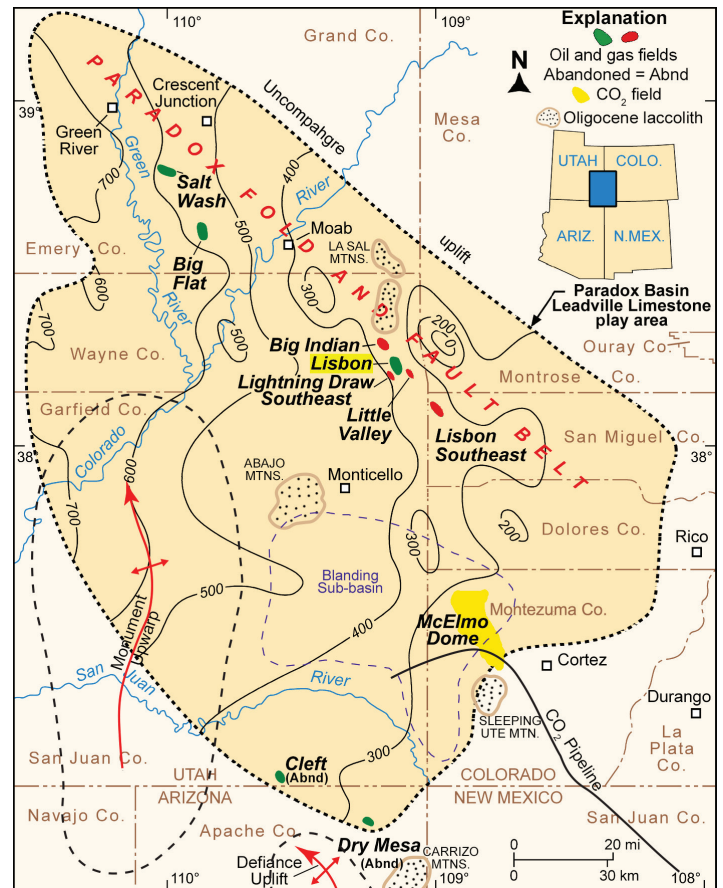 110°
109°
Explanation
Oil and gas fields
Abandoned = Abnd
CO2 field
Oligocene laccolith
N
Grand Co.
UTAH
COLO.
ARIZ.
N.MEX.
39°
PARADOX FOLD AND FAULT BELT
Crescent
Junction
Green
River
Uncompahgre
uplift
Mesa
Co.
Green
River
700
400
500
River
Salt
Wash
Moab
LA SAL
MTNS.
Emery Co.
Big
Flat
600
300
Paradox Basin
Leadville Limestone
play area
700
500
200
Wayne Co.
Big Indian
Lisbon
Lightning Draw
Southeast
Little
Valley
Ouray Co.
Montrose Co.
Garfield Co.
Lisbon
Southeast
San Miguel Co.
38°
38°
Colorado
600
ABAJO
MTNS.
Monticello
700
300
200
Dolores Co.
Rico
500
Blanding
Sub-basin
Montezuma Co.
McElmo
Dome
400
Monument
Upwarp
Cortez
San Juan
River
SLEEPING
UTE MTN.
CO2 Pipeline
Durango
La
Plata
Co.
300
San Juan Co.
Cleft
(Abnd)
UTAH
ARIZONA
COLORADO
NEW MEXICO
Navajo Co.
Apache Co.
San Juan Co.
Dry Mesa
(Abnd)
CARRIZO
MTNS.
Defiance
Uplift
0
20 mi
0
30 km
110°
109°
108°